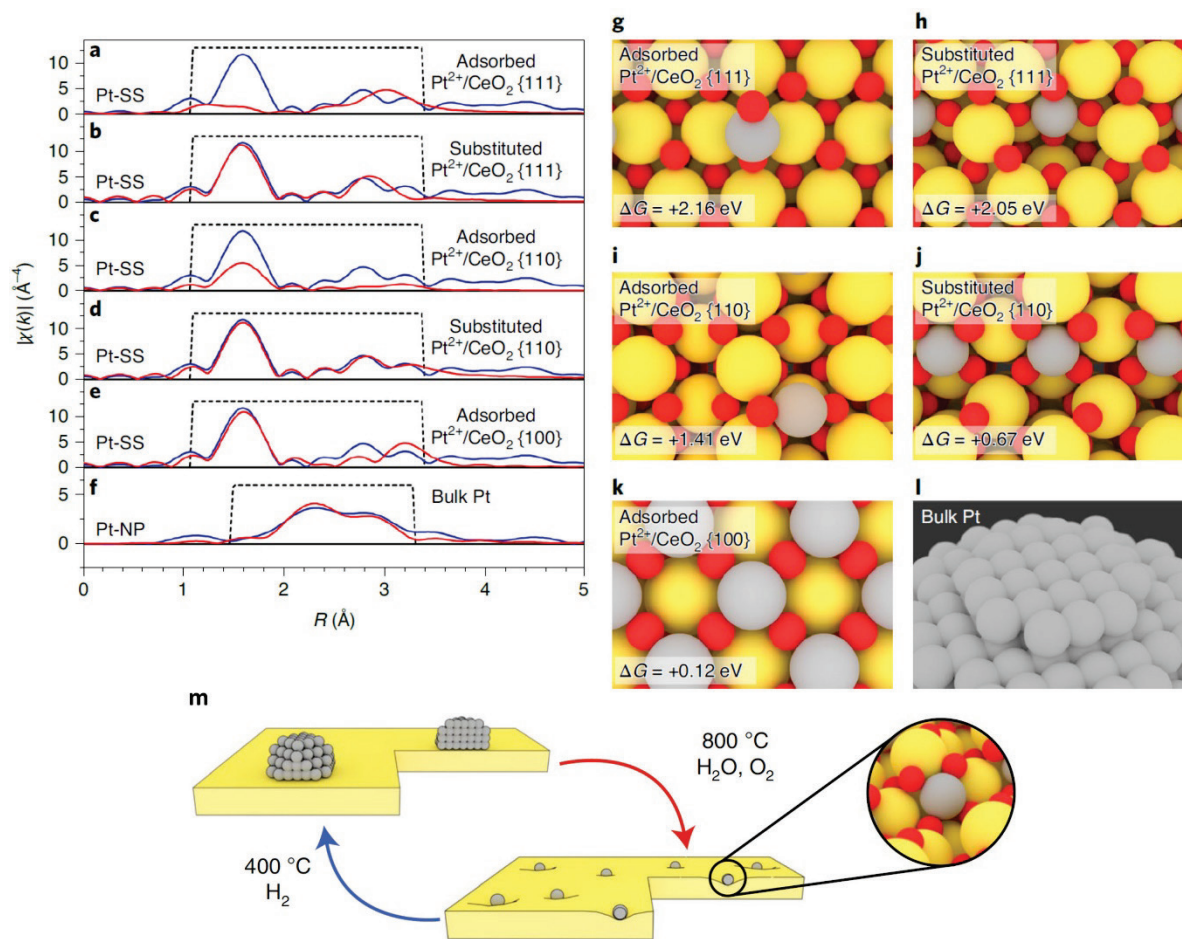 a
10
5
0
Pt-SS
Adsorbed
Pt²⁺/CeO₂ {111}
b
10
5
0
Pt-SS
Substituted
Pt²⁺/CeO₂ {111}
c
10
5
0
Pt-SS
Adsorbed
Pt²⁺/CeO₂ {110}
d
10
5
0
Pt-SS
Substituted
Pt²⁺/CeO₂ {110}
e
10
5
0
Pt-SS
Adsorbed
Pt²⁺/CeO₂ {100}
f
5
0
Pt-NP
Bulk Pt
|χ(k)| (Å⁻⁴)
0 1 2 3 4 5
R (Å)
g
Adsorbed
Pt²⁺/CeO₂ {111}
ΔG = +2.16 eV
h
Substituted
Pt²⁺/CeO₂ {111}
ΔG = +2.05 eV
i
Adsorbed
Pt²⁺/CeO₂ {110}
ΔG = +1.41 eV
j
Substituted
Pt²⁺/CeO₂ {110}
ΔG = +0.67 eV
k
Adsorbed
Pt²⁺/CeO₂ {100}
ΔG = +0.12 eV
l
Bulk Pt
m
800 °C
H₂O, O₂
400 °C
H₂